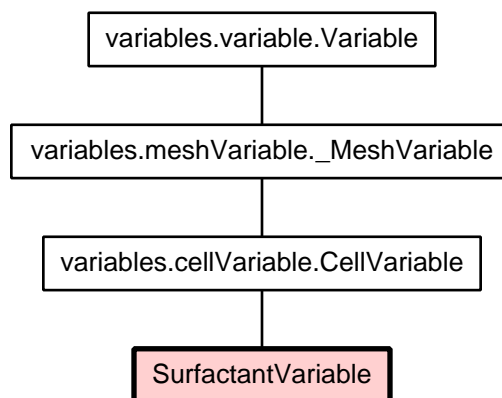 variables.variable.Variable
variables.meshVariable._MeshVariable
variables.cellVariable.CellVariable
SurfactantVariable